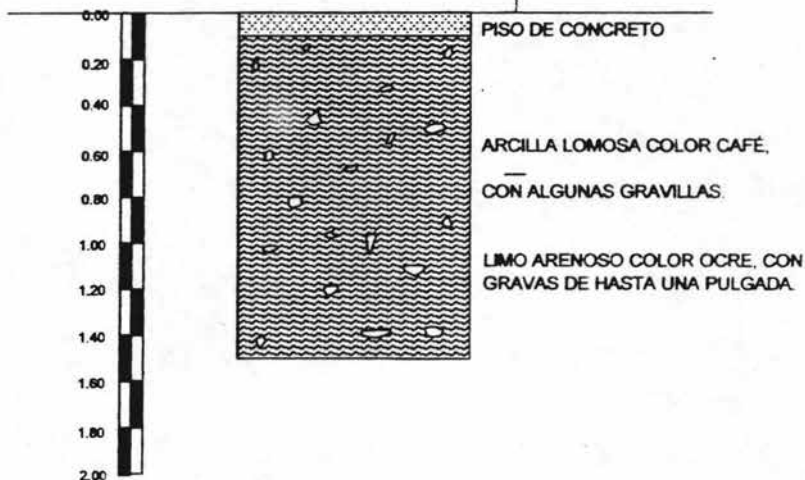 0.00
PISO DE CONCRETO
0.20
0.40
ARCILLA LOMOSA COLOR CAFÉ,
0.60
CON ALGUNAS GRAVILLAS.
0.80
1.00
LIMO ARENOSO COLOR OCRE, CON
GRAVAS DE HASTA UNA PULGADA.
1.20
1.40
1.60
1.80
2.00